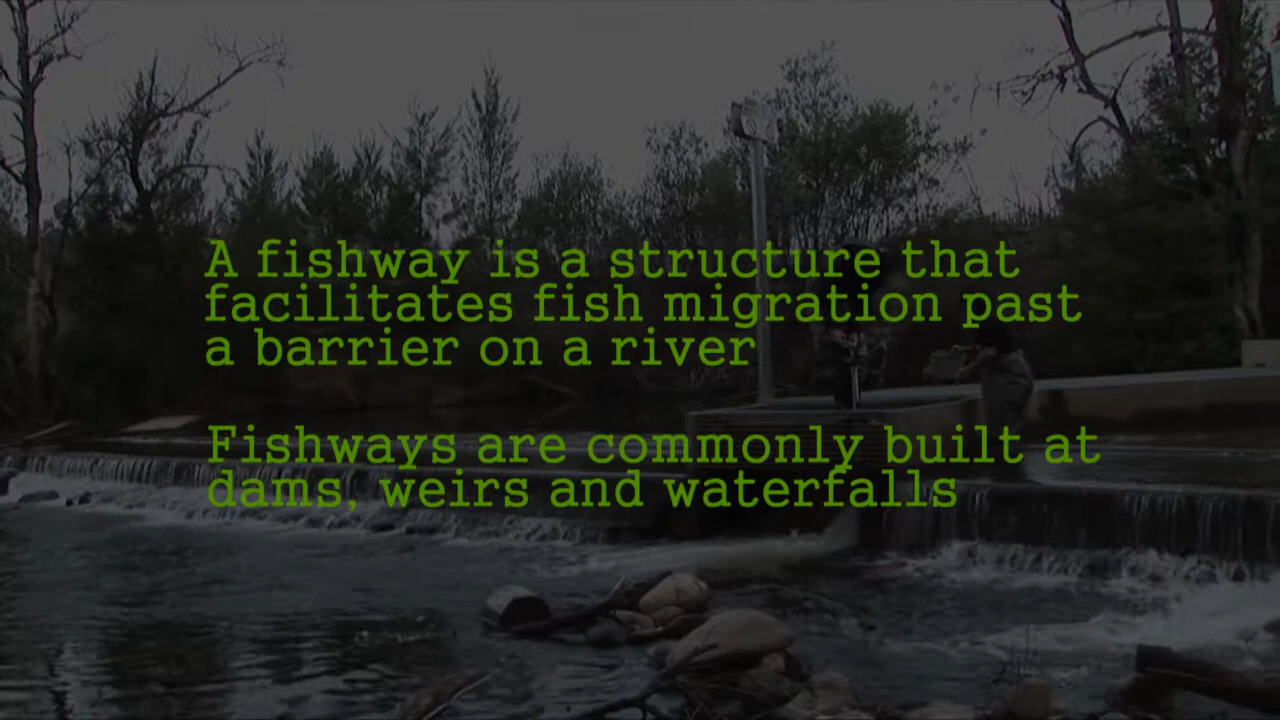 A fishway is a structure that
facilitates fish migration past
a barrier on a river
Fishways are commonly built at
dams, weirs and waterfalls